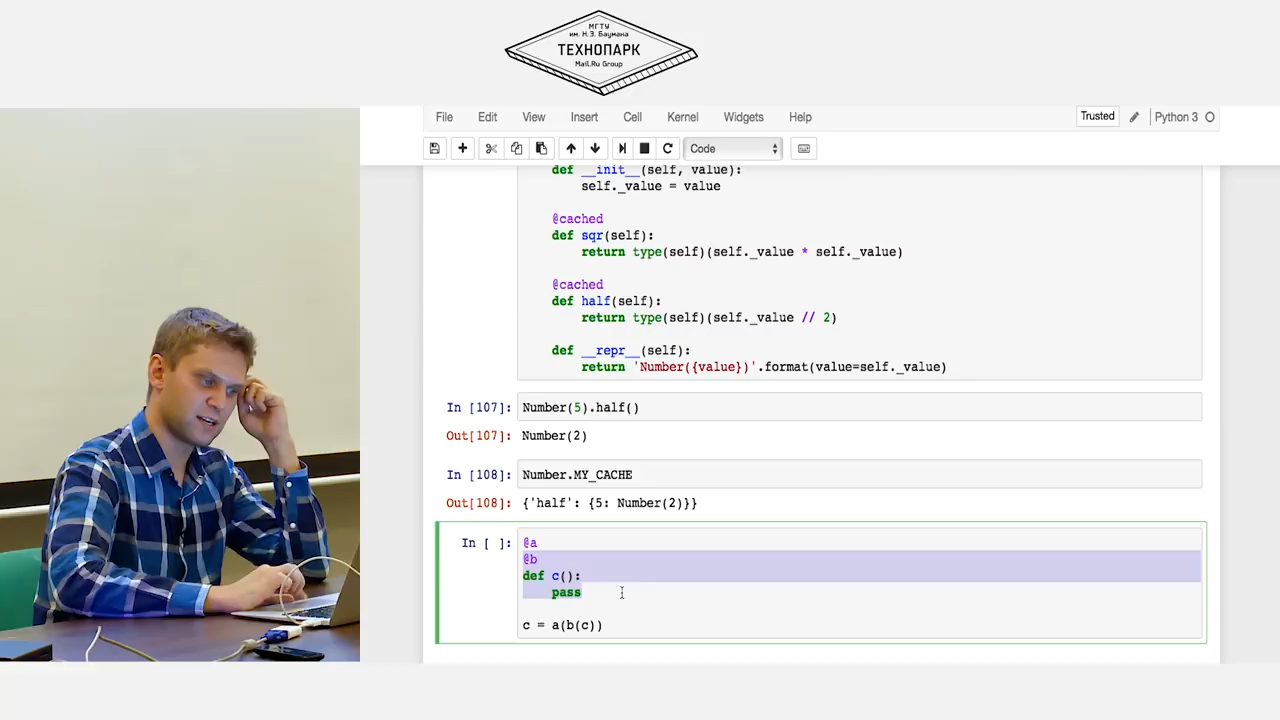 МГТУ
им. Н. Э. Баумана
ТЕХНОПАРК
Mail.Ru Group
File Edit View Insert Cell Kernel Widgets Help Trusted Python 3
Code
def __init__(self, value):
self._value = value
@cached
def sqr(self):
return type(self)(self._value * self._value)
@cached
def half(self):
return type(self)(self._value // 2)
def __repr__(self):
return 'Number({value})'.format(value=self._value)
In [107]: Number(5).half()
Out[107]: Number(2)
In [108]: Number.MY_CACHE
Out[108]: {'half': {5: Number(2)}}
In [ ]: @a
@b
def c():
pass
c = a(b(c))